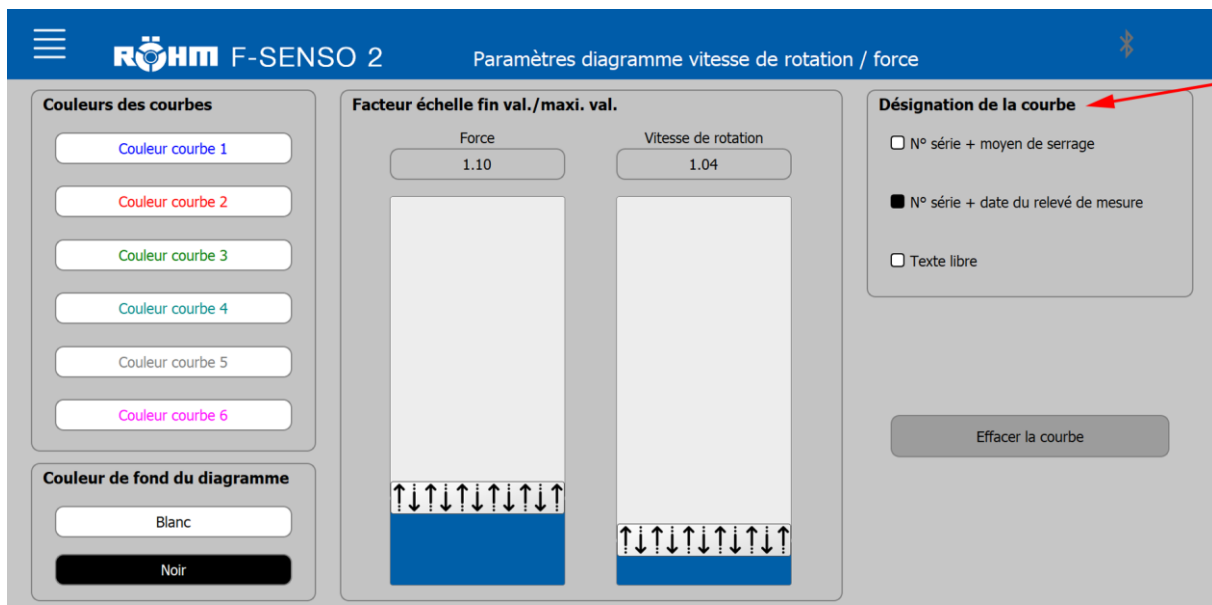 RÖHM F-SENSO 2
Paramètres diagramme vitesse de rotation / force
Couleurs des courbes
Couleur courbe 1
Couleur courbe 2
Couleur courbe 3
Couleur courbe 4
Couleur courbe 5
Couleur courbe 6
Couleur de fond du diagramme
Blanc
Noir
Facteur échelle fin val./maxi. val.
Force
Vitesse de rotation
1.10
1.04
Désignation de la courbe
Nº série + moyen de serrage
Nº série + date du relevé de mesure
Texte libre
Effacer la courbe